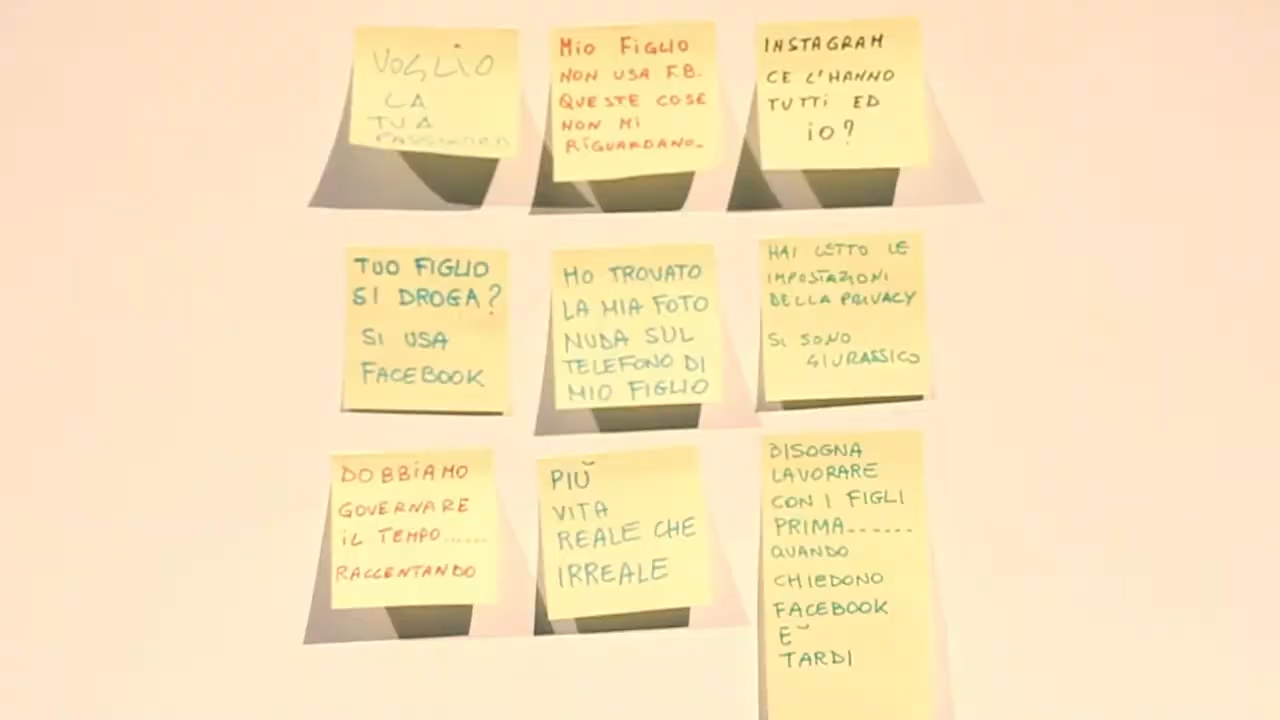 VOGLIO
LA
TUA
PASSWORD
MIO FIGLIO
NON USA F.B.
QUESTE COSE
NON MI
RIGUARDANO.
INSTAGRAM
CE L'HANNO
TUTTI ED
IO?
TUO FIGLIO
SI DROGA?
SI USA
FACEBOOK
HO TROVATO
LA MIA FOTO
NUDA SUL
TELEFONO DI
MIO FIGLIO
HAI LETTO LE
IMPOSTAZIONI
DELLA PRIVACY
SI SONO
GIURASSICO
DOBBIAMO
GOVERNARE
IL TEMPO......
RACCENTANDO
PIÙ
VITA
REALE CHE
IRREALE
BISOGNA
LAVORARE
CON I FIGLI
PRIMA.......
QUANDO
CHIEDONO
FACEBOOK
E˘
TARDI